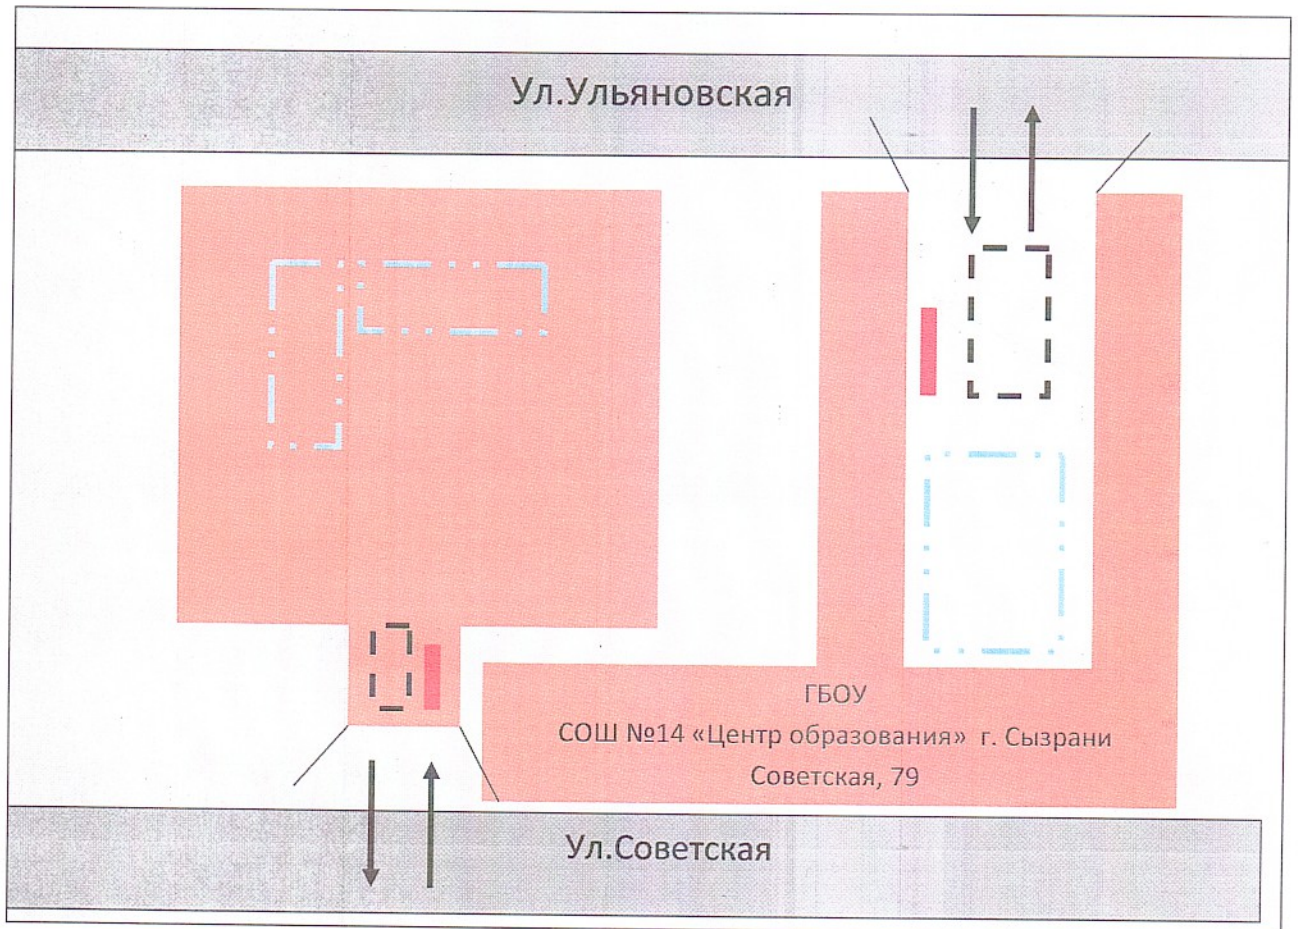 Ул.Ульяновская
ГБОУ
СОШ №14 «Центр образования» г. Сызрани
Советская, 79
Ул.Советская